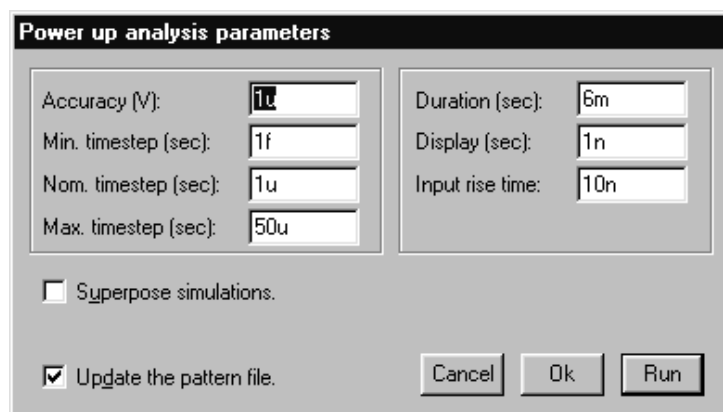 Power up analysis parameters
Accuracy (V): 1u
Min. timestep (sec): 1f
Nom. timestep (sec): 1u
Max. timestep (sec): 50u
Duration (sec): 6m
Display (sec): 1n
Input rise time: 10n
Superpose simulations.
Update the pattern file.
Cancel Ok Run